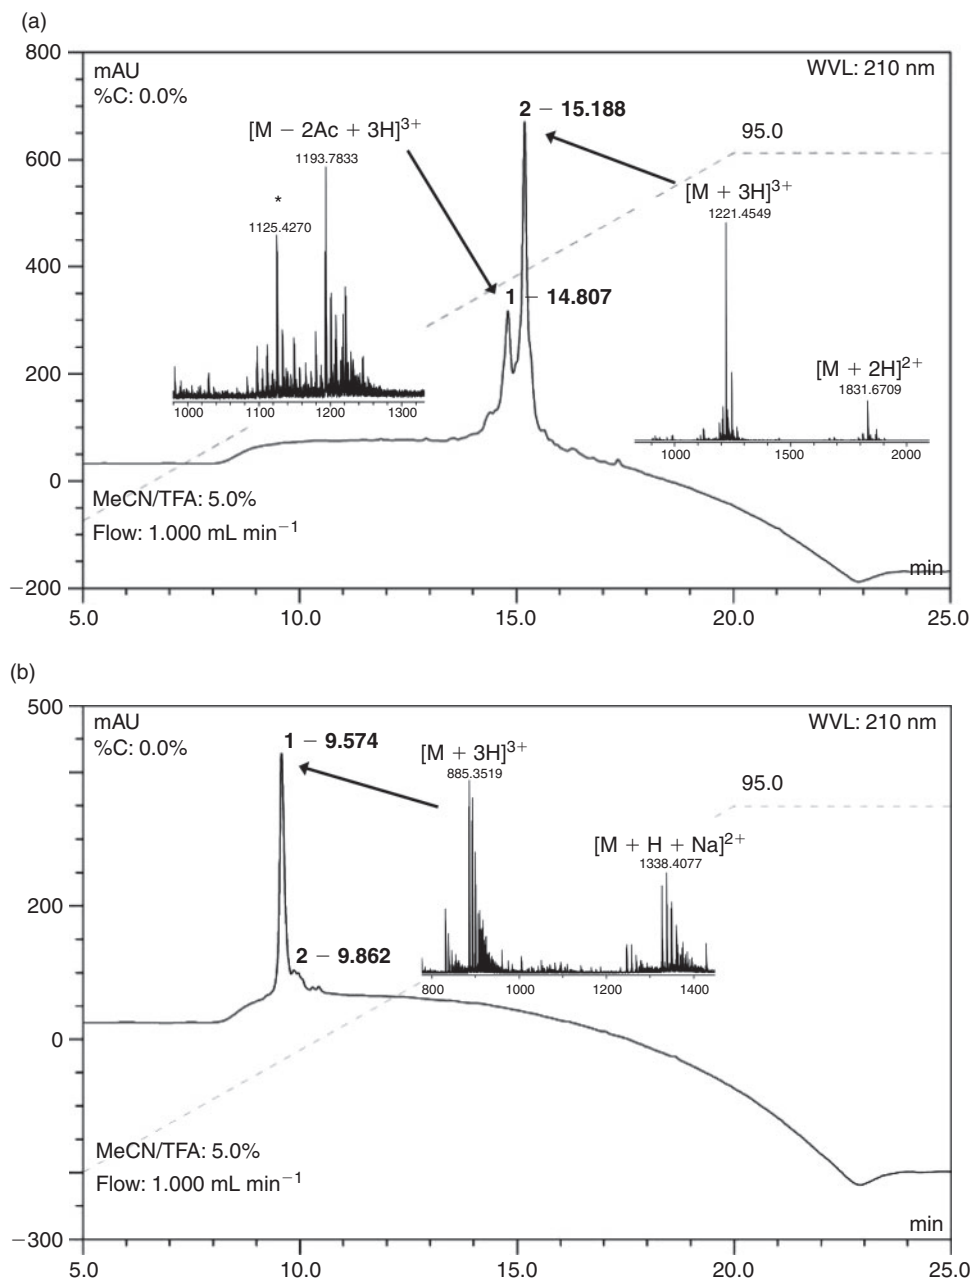 (a)
800
mAU
WVL: 210 nm
%C: 0.0%
2 − 15.188
[M − 2Ac + 3H]³⁺
95.0
600
1193.7833
[M + 3H]³⁺
*
1221.4549
1125.4270
400
1 − 14.807
[M + 2H]²⁺
200
1831.6709
1000 1100 1200 1300
1000 1500 2000
0
MeCN/TFA: 5.0%
Flow: 1.000 mL min⁻¹
min
−200
5.0 10.0 15.0 20.0 25.0
(b)
500
mAU
WVL: 210 nm
1 − 9.574
%C: 0.0%
[M + 3H]³⁺
885.3519
95.0
[M + H + Na]²⁺
1338.4077
200
2 − 9.862
800 1000 1200 1400
0
MeCN/TFA: 5.0%
Flow: 1.000 mL min⁻¹
min
−300
5.0 10.0 15.0 20.0 25.0